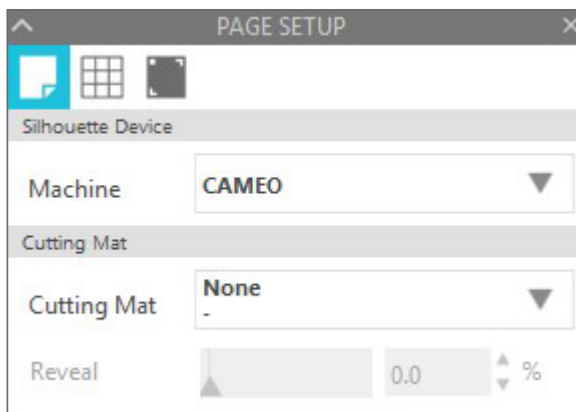 PAGE SETUP
Silhouette Device
Machine CAMEO
Cutting Mat
Cutting Mat None
-
Reveal 0.0 %